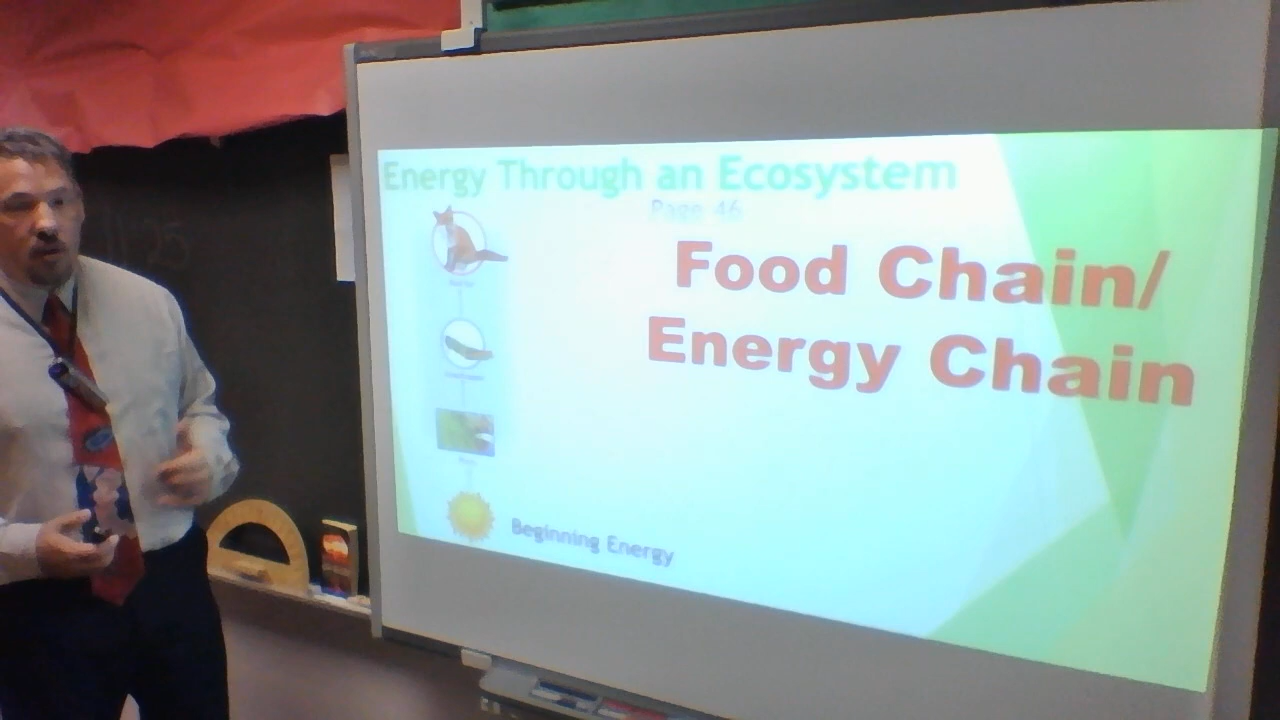 Energy Through an Ecosystem
Page 46
Food Chain/
Energy Chain
Beginning Energy